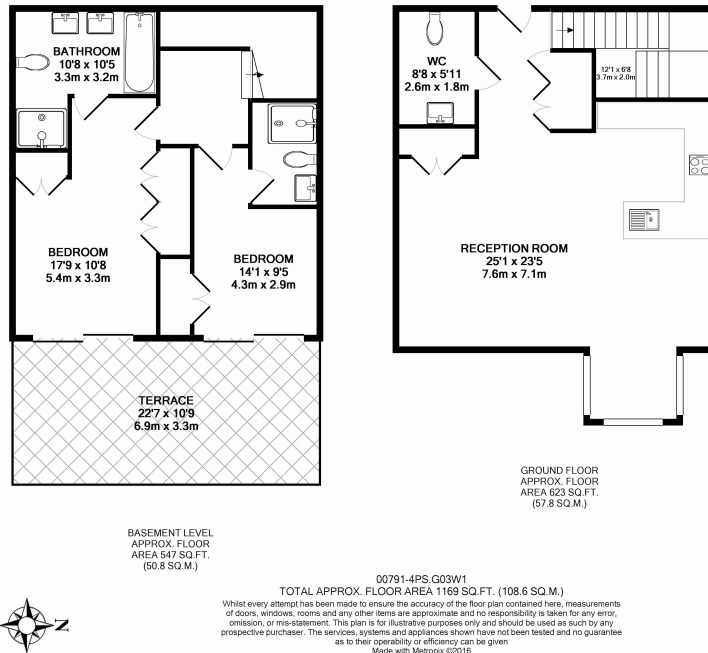 BATHROOM
10'8 x 10'5
3.3m x 3.2m
BEDROOM
17'9 x 10'8
5.4m x 3.3m
BEDROOM
14'1 x 9'5
4.3m x 2.9m
TERRACE
22'7 x 10'9
6.9m x 3.3m
BASEMENT LEVEL
APPROX. FLOOR
AREA 547 SQ.FT.
(50.8 SQ.M.)
WC
8'8 x 5'11
2.6m x 1.8m
12'1 x 6'8
3.7m x 2.0m
RECEPTION ROOM
25'1 x 23'5
7.6m x 7.1m
GROUND FLOOR
APPROX. FLOOR
AREA 623 SQ.FT.
(57.8 SQ.M.)
N
00791-4PS.G03W1
TOTAL APPROX. FLOOR AREA 1169 SQ.FT. (108.6 SQ.M.)
Whilst every attempt has been made to ensure the accuracy of the floor plan contained here, measurements
of doors, windows, rooms and any other items are approximate and no responsibility is taken for any error,
omission, or mis-statement. This plan is for illustrative purposes only and should be used as such by any
prospective purchaser. The services, systems and appliances shown have not been tested and no guarantee
as to their operability or efficiency can be given
Made with Metropix ©2016